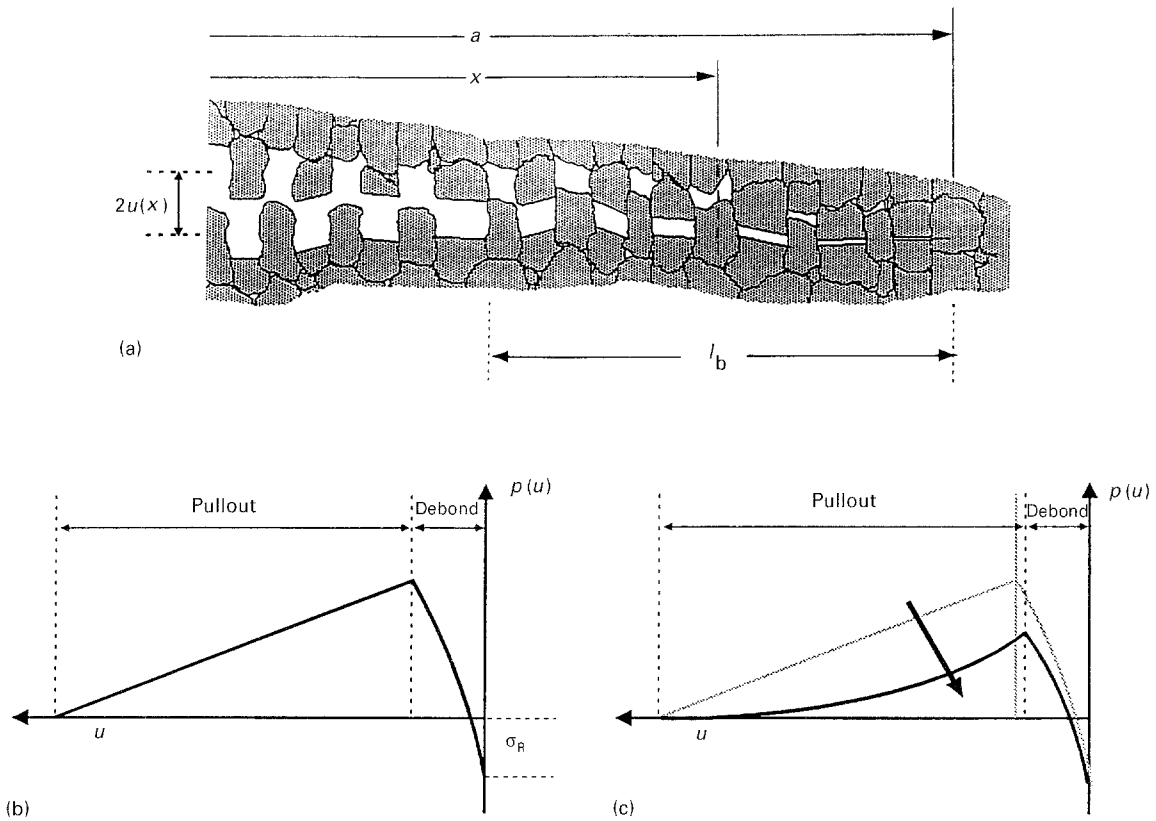 a
x
2u(x)
(a)
l_b
p(u)
Pullout
Debond
u
σ_R
(b)
p(u)
Pullout
Debond
u
(c)